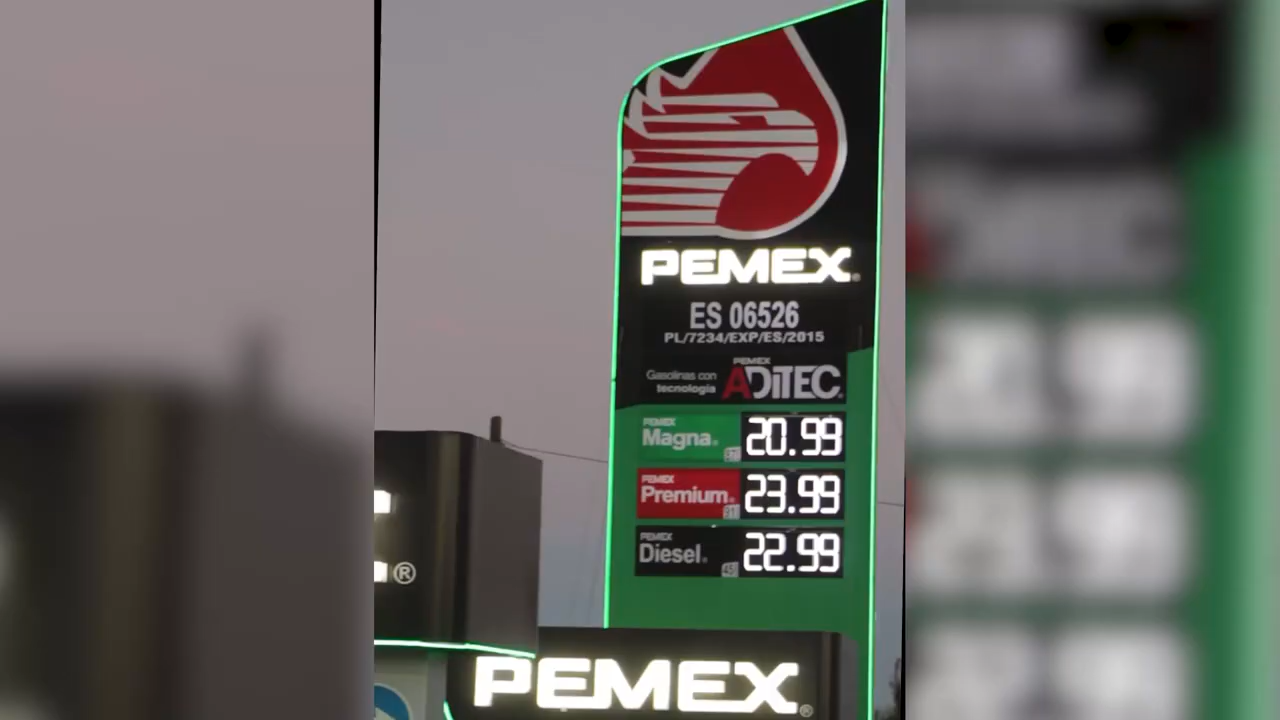 PEMEX®
ES 06526
PL/7234/EXP/ES/2015
Gasolinas con
tecnología
PEMEX
ADiTEC®
PEMEX
Magna® 20.99
PEMEX
Premium® 23.99
PEMEX
Diesel® 22.99
®
PEMEX®